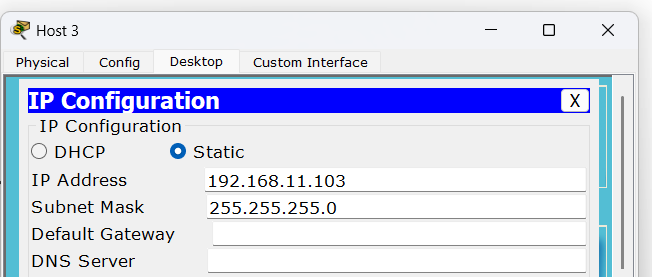 Host 3
Physical Config Desktop Custom Interface
IP Configuration X
IP Configuration
DHCP Static
IP Address 192.168.11.103
Subnet Mask 255.255.255.0
Default Gateway
DNS Server